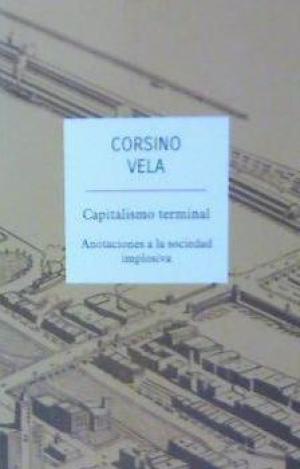 CORSINO
VELA
Capitalismo terminal
Anotaciones a la sociedad
implosiva